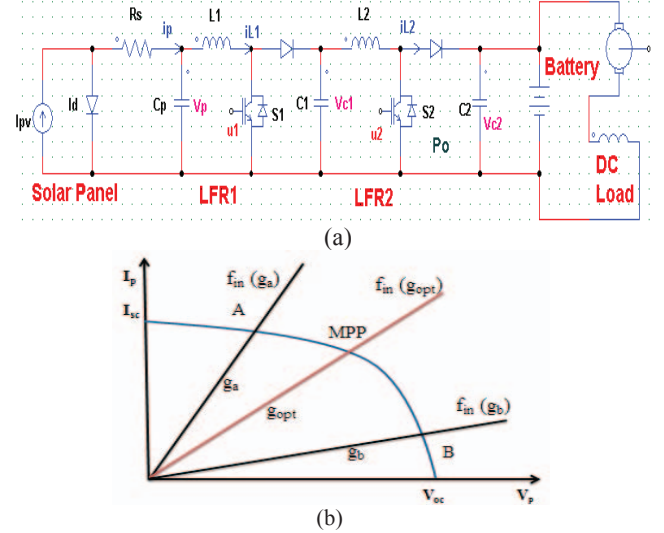 Rs ip L1 iL1 L2 iL2
Ipv Id Cp Vp u1 S1 C1 Vc1 u2 S2 Po C2 Vc2 Battery
Solar Panel LFR1 LFR2 DC
Load
(a)
Ip fin (ga) fin (gopt)
Isc A MPP
ga gopt fin (gb)
gb B
Voc Vp
(b)